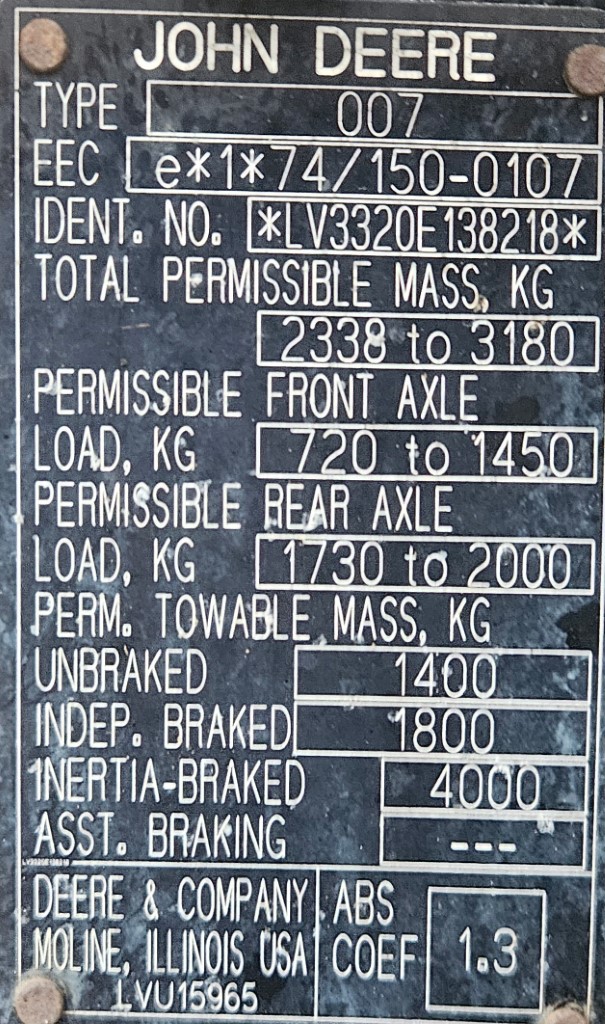 JOHN DEERE
TYPE 007
EEC e*1*74/150-0107
IDENT. NO. *LV3320E138218*
TOTAL PERMISSIBLE MASS, KG
2338 to 3180
PERMISSIBLE FRONT AXLE
LOAD, KG 720 to 1450
PERMISSIBLE REAR AXLE
LOAD, KG 1730 to 2000
PERM. TOWABLE MASS, KG
UNBRAKED 1400
INDEP. BRAKED 1800
INERTIA-BRAKED 4000
ASST. BRAKING ---
LV3320E138218
DEERE & COMPANY ABS
MOLINE, ILLINOIS USA COEF 1.3
LVU15965